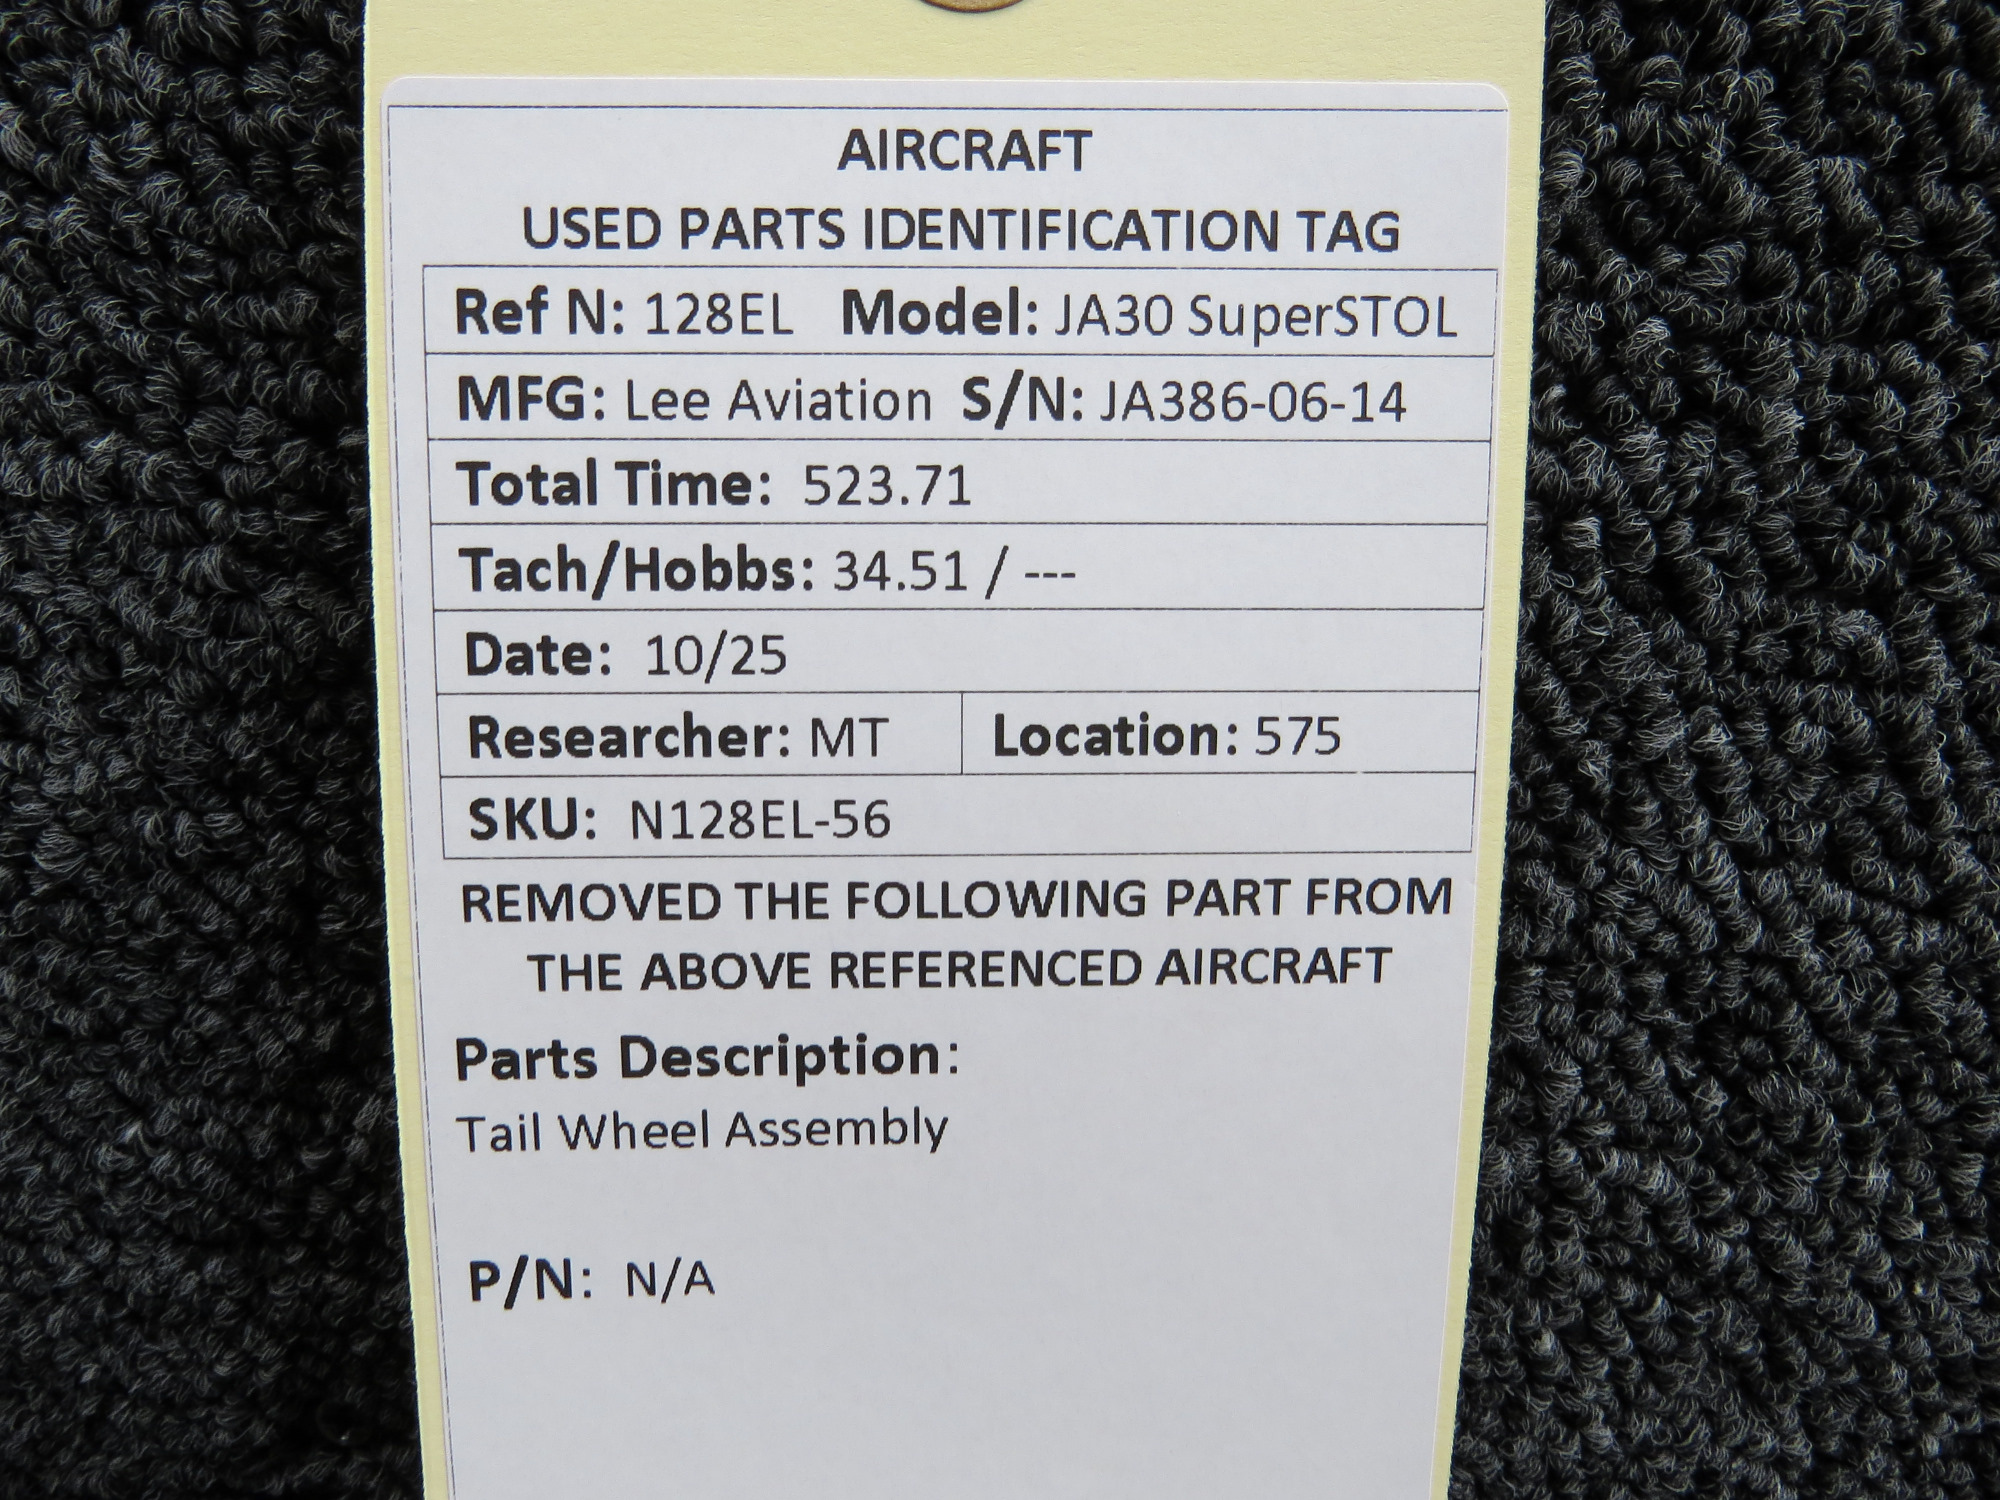 AIRCRAFT
USED PARTS IDENTIFICATION TAG
Ref N: 128EL Model: JA30 SuperSTOL
MFG: Lee Aviation S/N: JA386-06-14
Total Time: 523.71
Tach/Hobbs: 34.51 / ---
Date: 10/25
Researcher: MT Location: 575
SKU: N128EL-56
REMOVED THE FOLLOWING PART FROM
THE ABOVE REFERENCED AIRCRAFT
Parts Description:
Tail Wheel Assembly
P/N: N/A